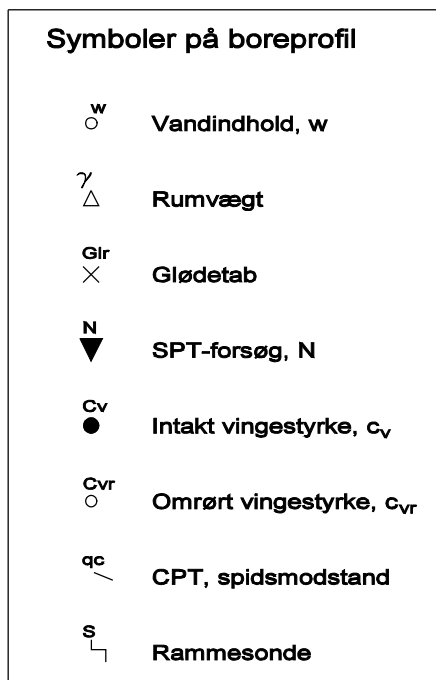 Symboler på boreprofil
w
Vandindhold, w
γ
Rumvægt
Glr
Glødetab
N
SPT-forsøg, N
Cv
Intakt vingestyrke, cv
Cvr
Omrørt vingestyrke, cvr
qc
CPT, spidsmodstand
S
Rammesonde